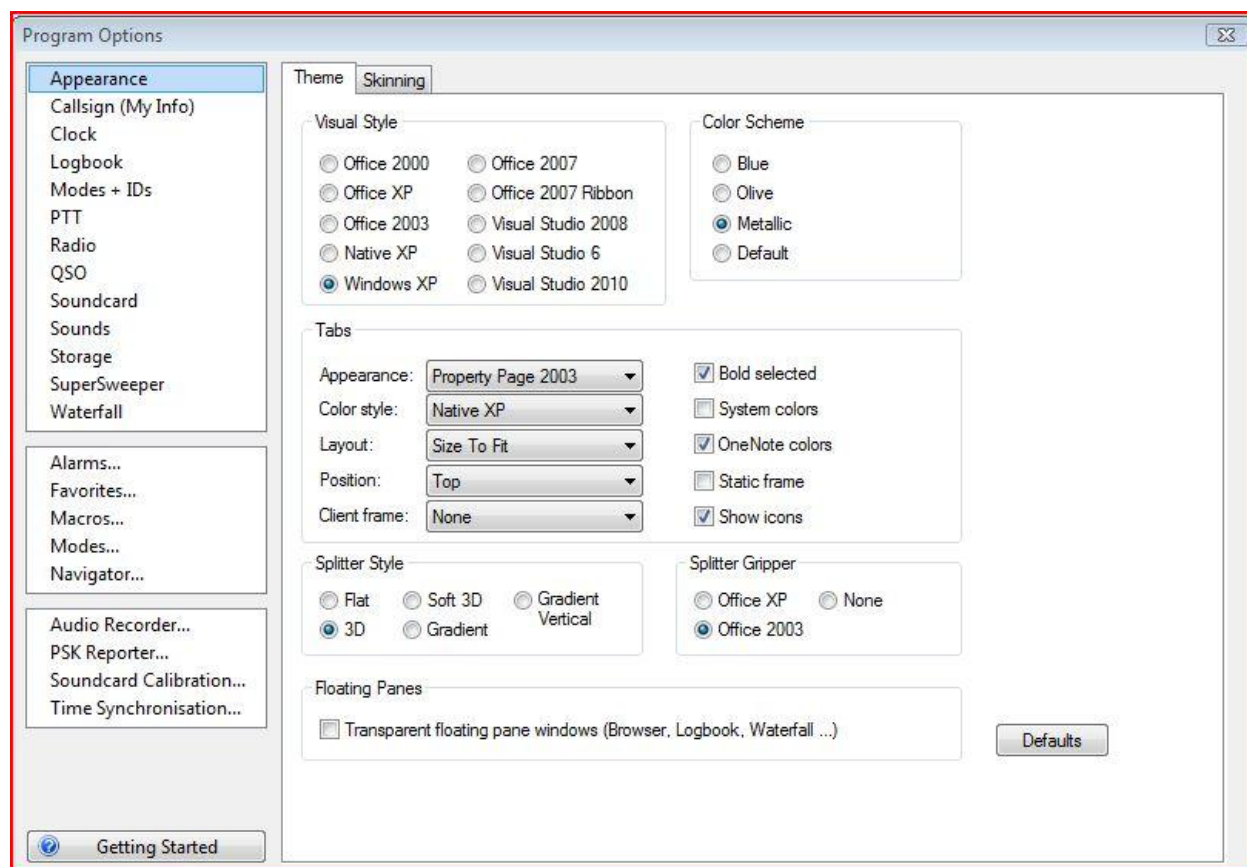 Program Options
Appearance
Callsign (My Info)
Clock
Logbook
Modes + IDs
PTT
Radio
QSO
Soundcard
Sounds
Storage
SuperSweeper
Waterfall
Alarms...
Favorites...
Macros...
Modes...
Navigator...
Audio Recorder...
PSK Reporter...
Soundcard Calibration...
Time Synchronisation...
Getting Started
Theme Skinning
Visual Style
Office 2000 Office 2007
Office XP Office 2007 Ribbon
Office 2003 Visual Studio 2008
Native XP Visual Studio 6
Windows XP Visual Studio 2010
Color Scheme
Blue
Olive
Metallic
Default
Tabs
Appearance: Property Page 2003 Bold selected
Color style: Native XP System colors
Layout: Size To Fit OneNote colors
Position: Top Static frame
Client frame: None Show icons
Splitter Style
Flat Soft 3D Gradient
Vertical
3D Gradient
Splitter Gripper
Office XP None
Office 2003
Floating Panes
Transparent floating pane windows (Browser, Logbook, Waterfall ...)
Defaults